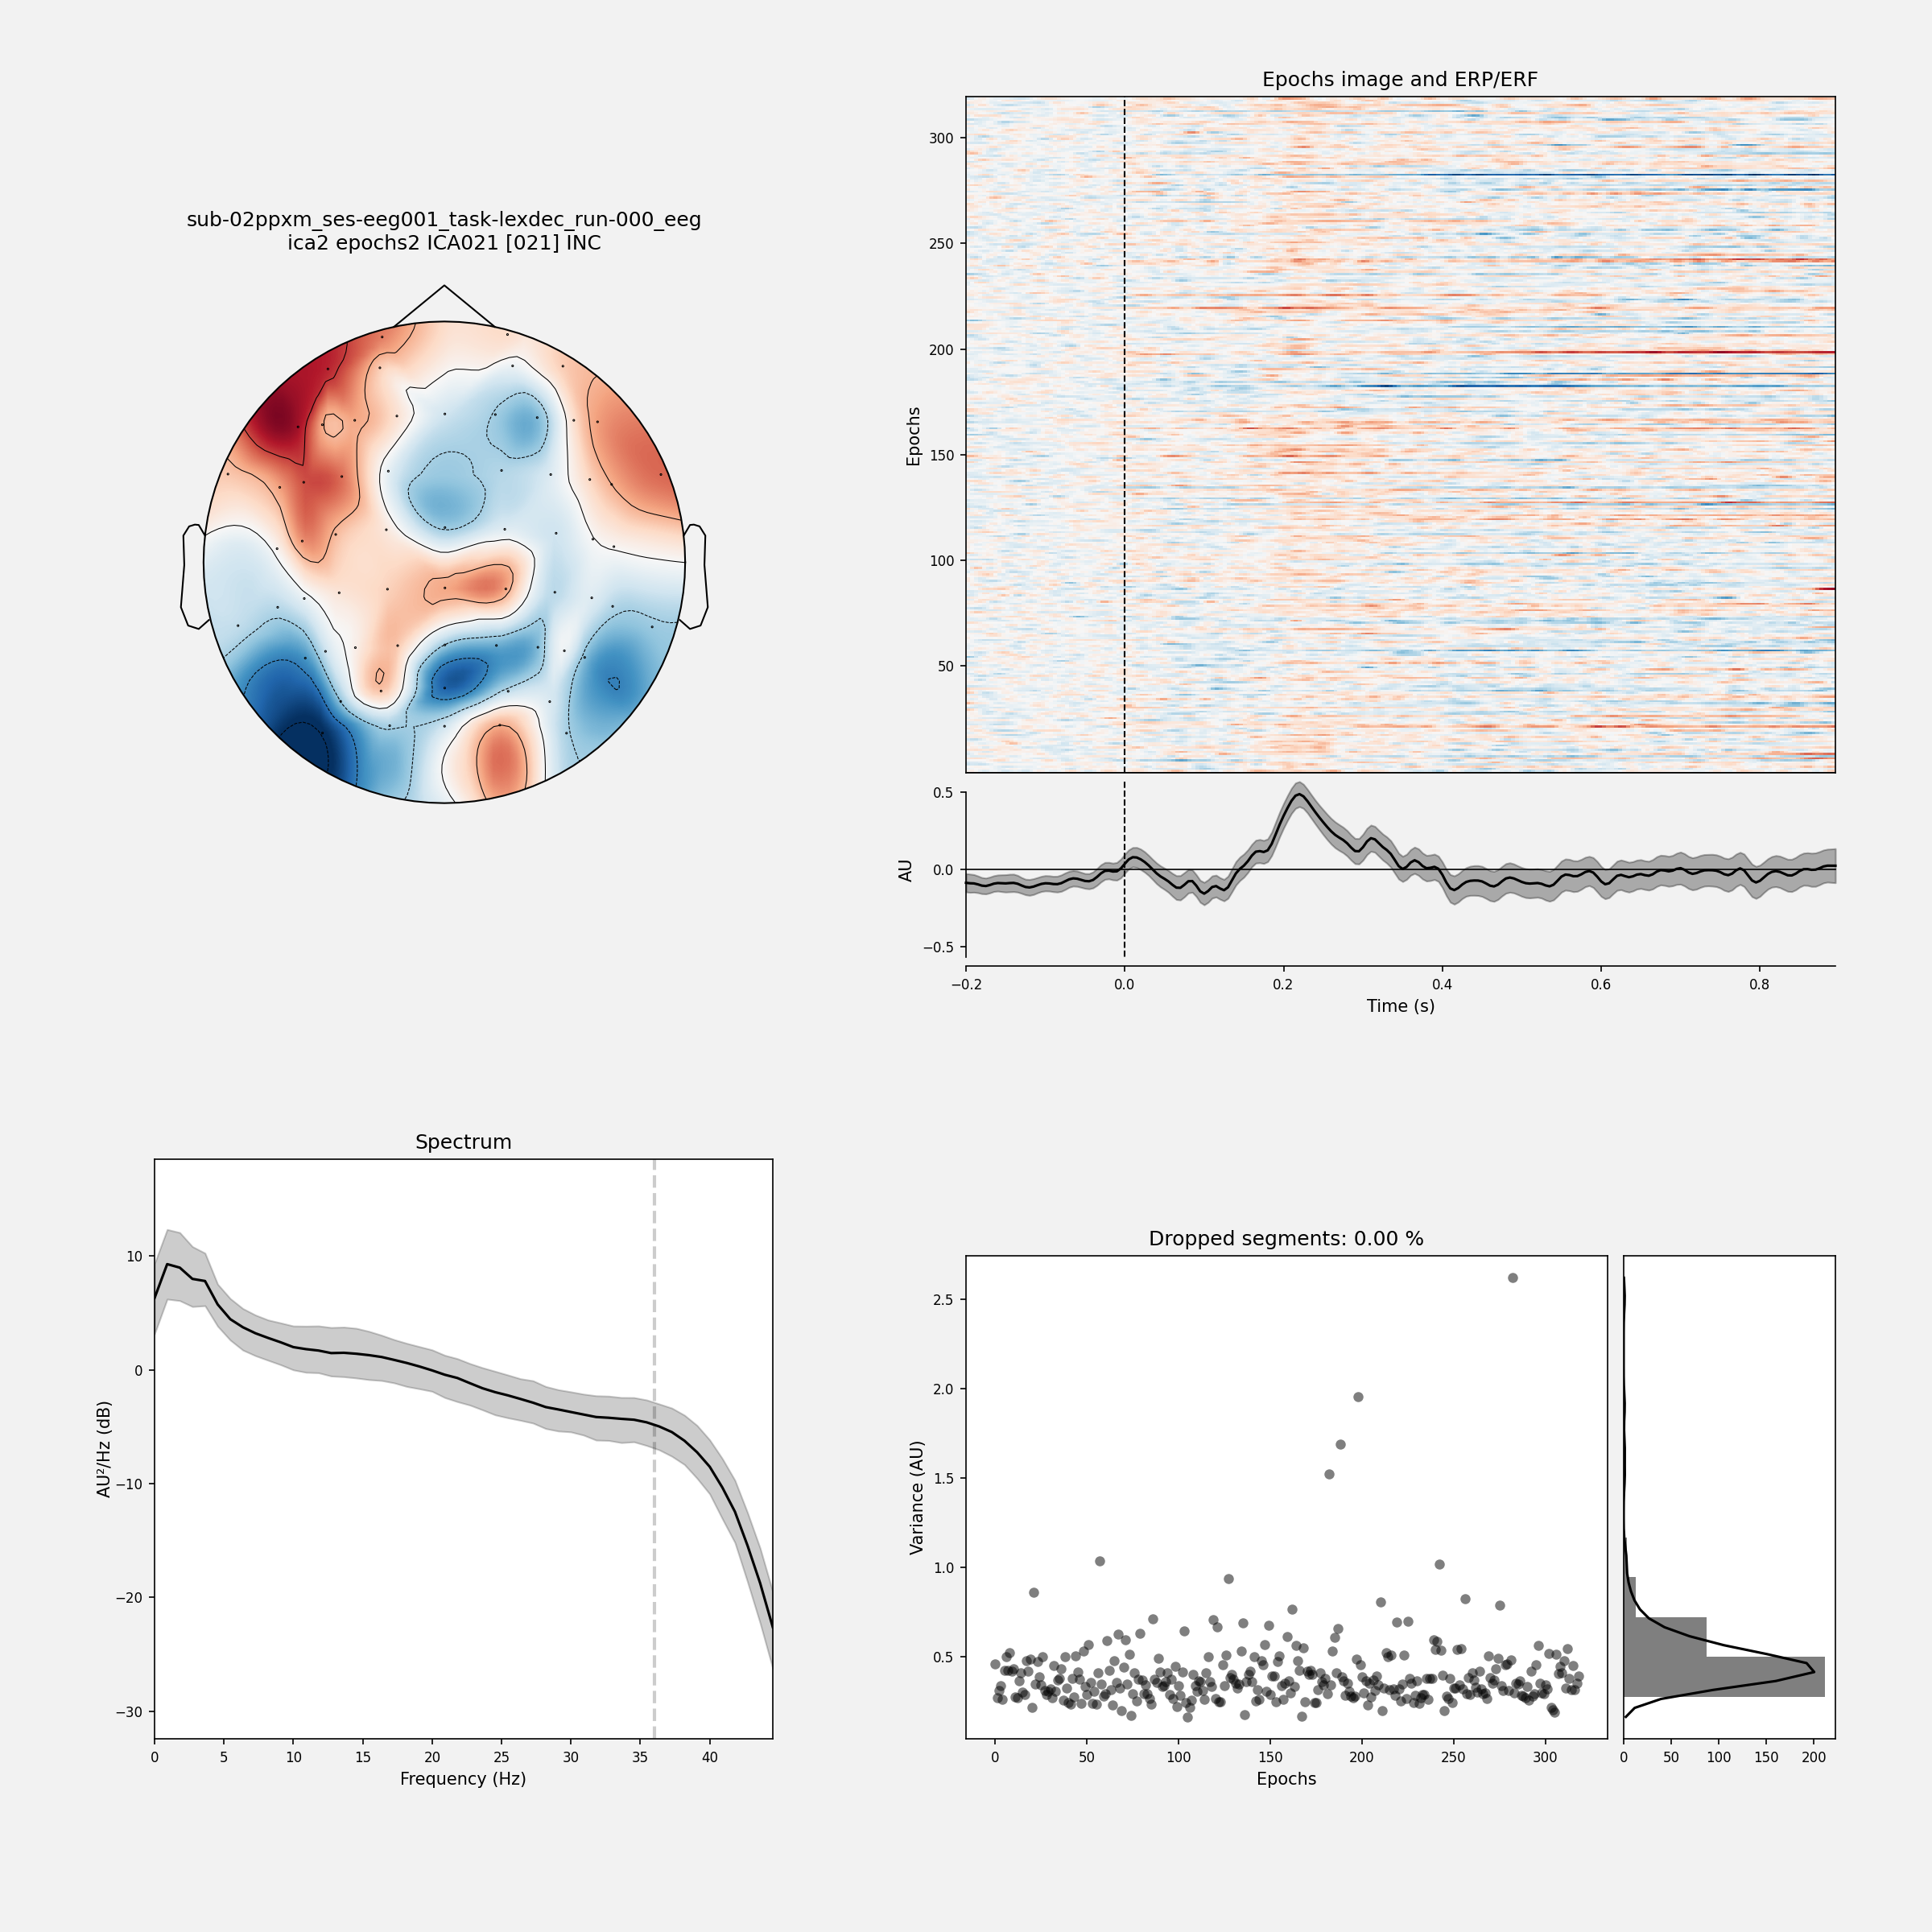 sub-02ppxm_ses-eeg001_task-lexdec_run-000_eeg
ica2 epochs2 ICA021 [021] INC
Epochs image and ERP/ERF
Epochs
300
250
200
150
100
50
AU
0.5
0.0
−0.5
−0.2 0.0 0.2 0.4 0.6 0.8
Time (s)
Spectrum
AU²/Hz (dB)
10
0
−10
−20
−30
0 5 10 15 20 25 30 35 40
Frequency (Hz)
Dropped segments: 0.00 %
Variance (AU)
2.5
2.0
1.5
1.0
0.5
0 50 100 150 200 250 300
Epochs
0 50 100 150 200